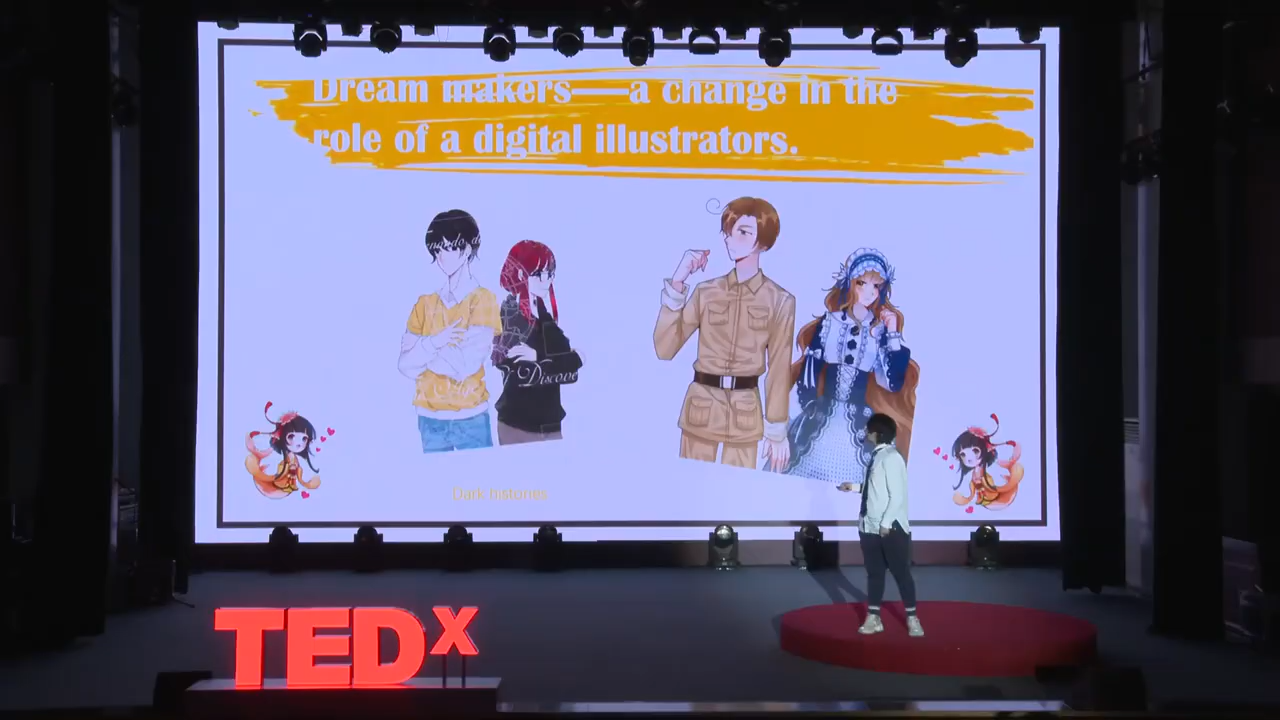 Dream makers——a change in the
role of a digital illustrators.
Dark histories
TEDx